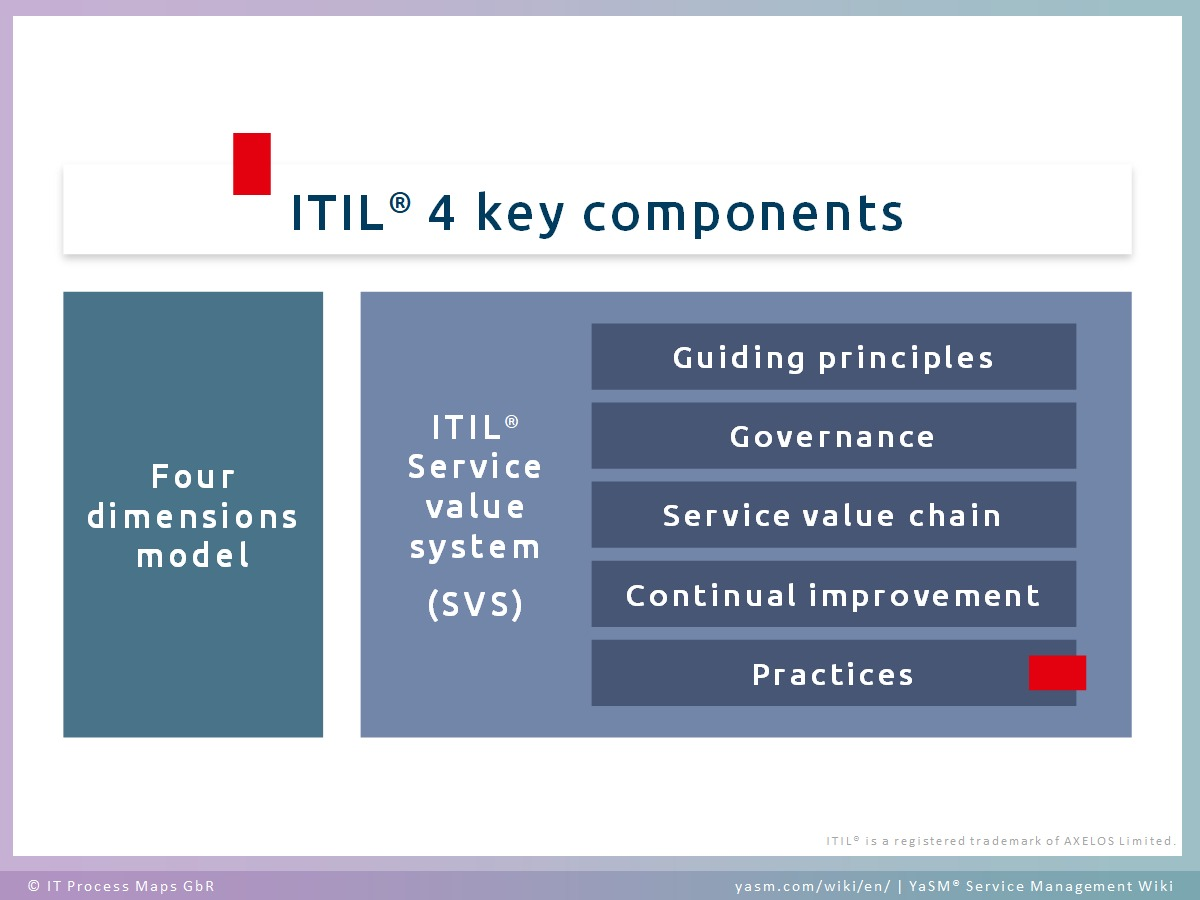 ITIL® 4 key components
Four
dimensions
model
ITIL®
Service
value
system
(SVS)
Guiding principles
Governance
Service value chain
Continual improvement
Practices
ITIL® is a registered trademark of AXELOS Limited.
© IT Process Maps GbR
yasm.com/wiki/en/ | YaSM® Service Management Wiki